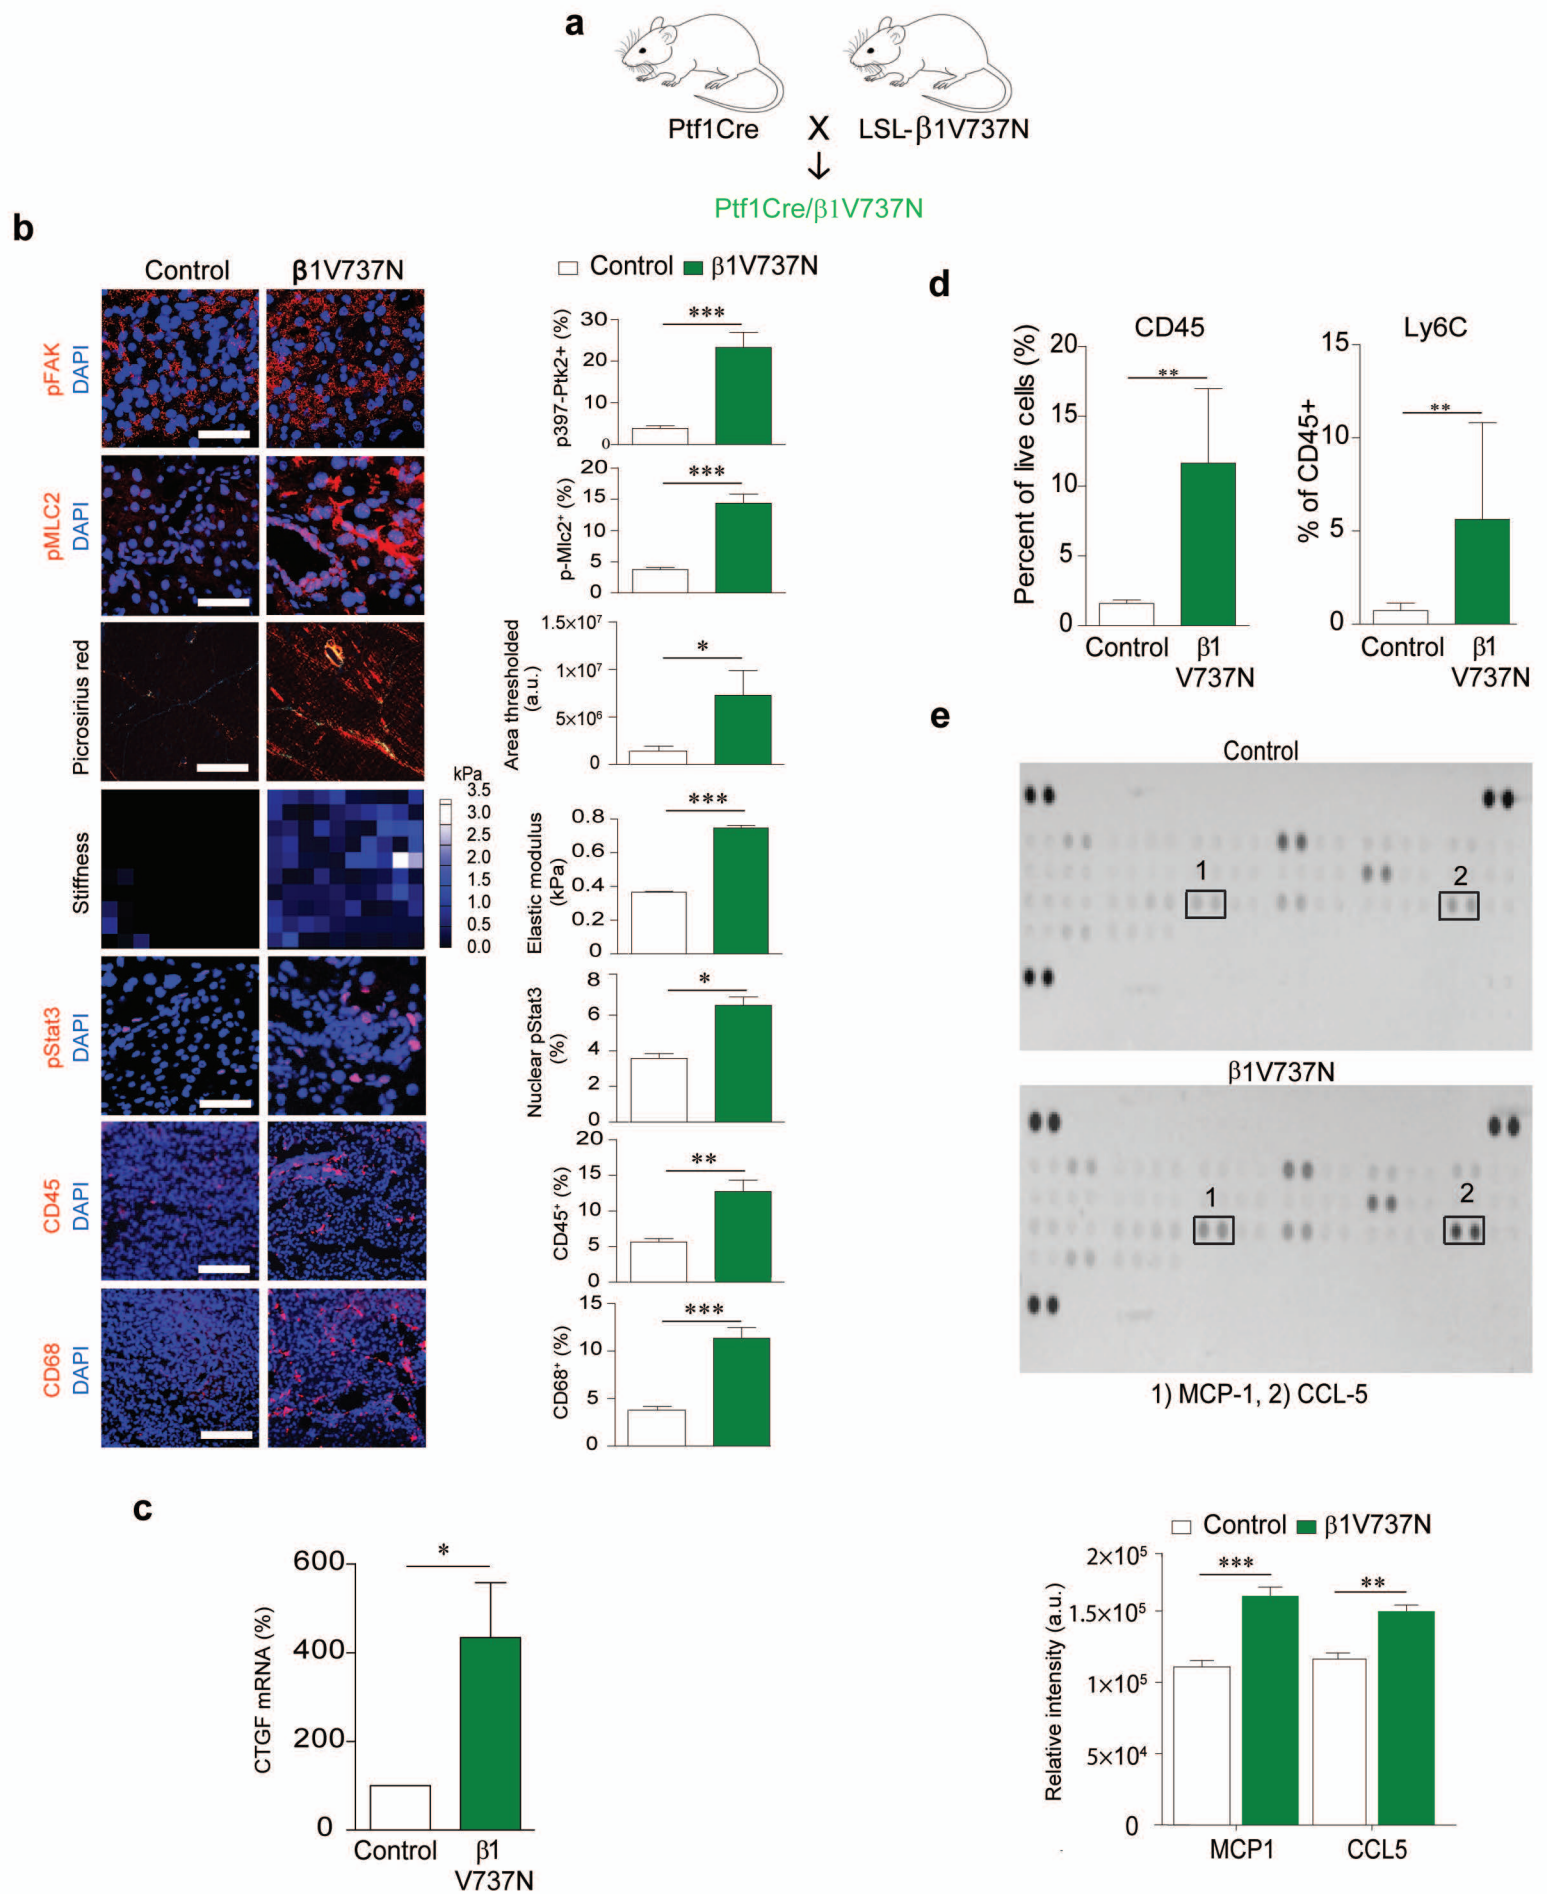 a
Ptf1Cre X LSL-β1V737N
↓
Ptf1Cre/β1V737N
b
Control β1V737N
pFAK
DAPI
pMLC2
DAPI
Picrosirius red
Stiffness
kPa
3.5
3.0
2.5
2.0
1.5
1.0
0.5
0.0
pStat3
DAPI
CD45
DAPI
CD68
DAPI
Control β1V737N
p397-Ptk2+ (%)
30
20
10
0
***
p-Mlc2⁺ (%)
20
15
10
5
0
***
Area thresholded
(a.u.)
1.5×10⁷
1×10⁷
5×10⁶
0
*
Elastic modulus
(kPa)
0.8
0.6
0.4
0.2
0
***
Nuclear pStat3
(%)
8
6
4
2
0
*
CD45⁺ (%)
20
15
10
5
0
**
CD68⁺ (%)
15
10
5
0
***
c
CTGF mRNA (%)
600
400
200
0
*
Control β1
V737N
d
CD45
Percent of live cells (%)
20
15
10
5
0
**
Control β1
V737N
Ly6C
% of CD45+
15
10
5
0
**
Control β1
V737N
e
Control
1 2
β1V737N
1 2
1) MCP-1, 2) CCL-5
Control β1V737N
Relative intensity (a.u.)
2×10⁵
1.5×10⁵
1×10⁵
5×10⁴
0
***
**
MCP1 CCL5